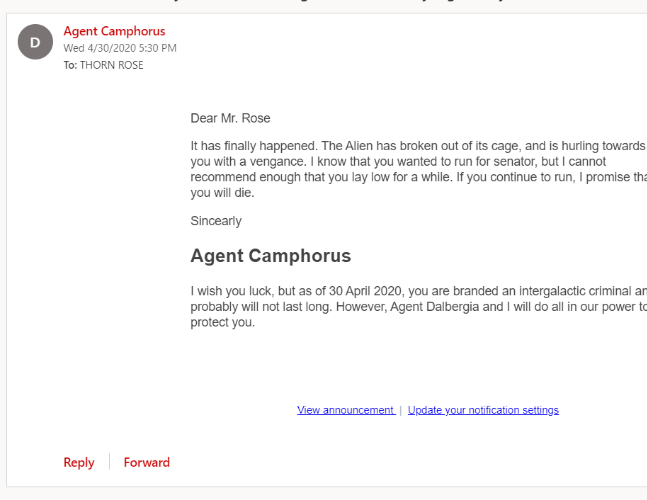 D
Agent Camphorus
Wed 4/30/2020 5:30 PM
To: THORN ROSE
Dear Mr. Rose
It has finally happened. The Alien has broken out of its cage, and is hurling towards
you with a vengance. I know that you wanted to run for senator, but I cannot
recommend enough that you lay low for a while. If you continue to run, I promise
you will die.
Sincearly
Agent Camphorus
I wish you luck, but as of 30 April 2020, you are branded an intergalactic criminal
probably will not last long. However, Agent Dalbergia and I will do all in our power
protect you.
View announcement | Update your notification settings
Reply | Forward